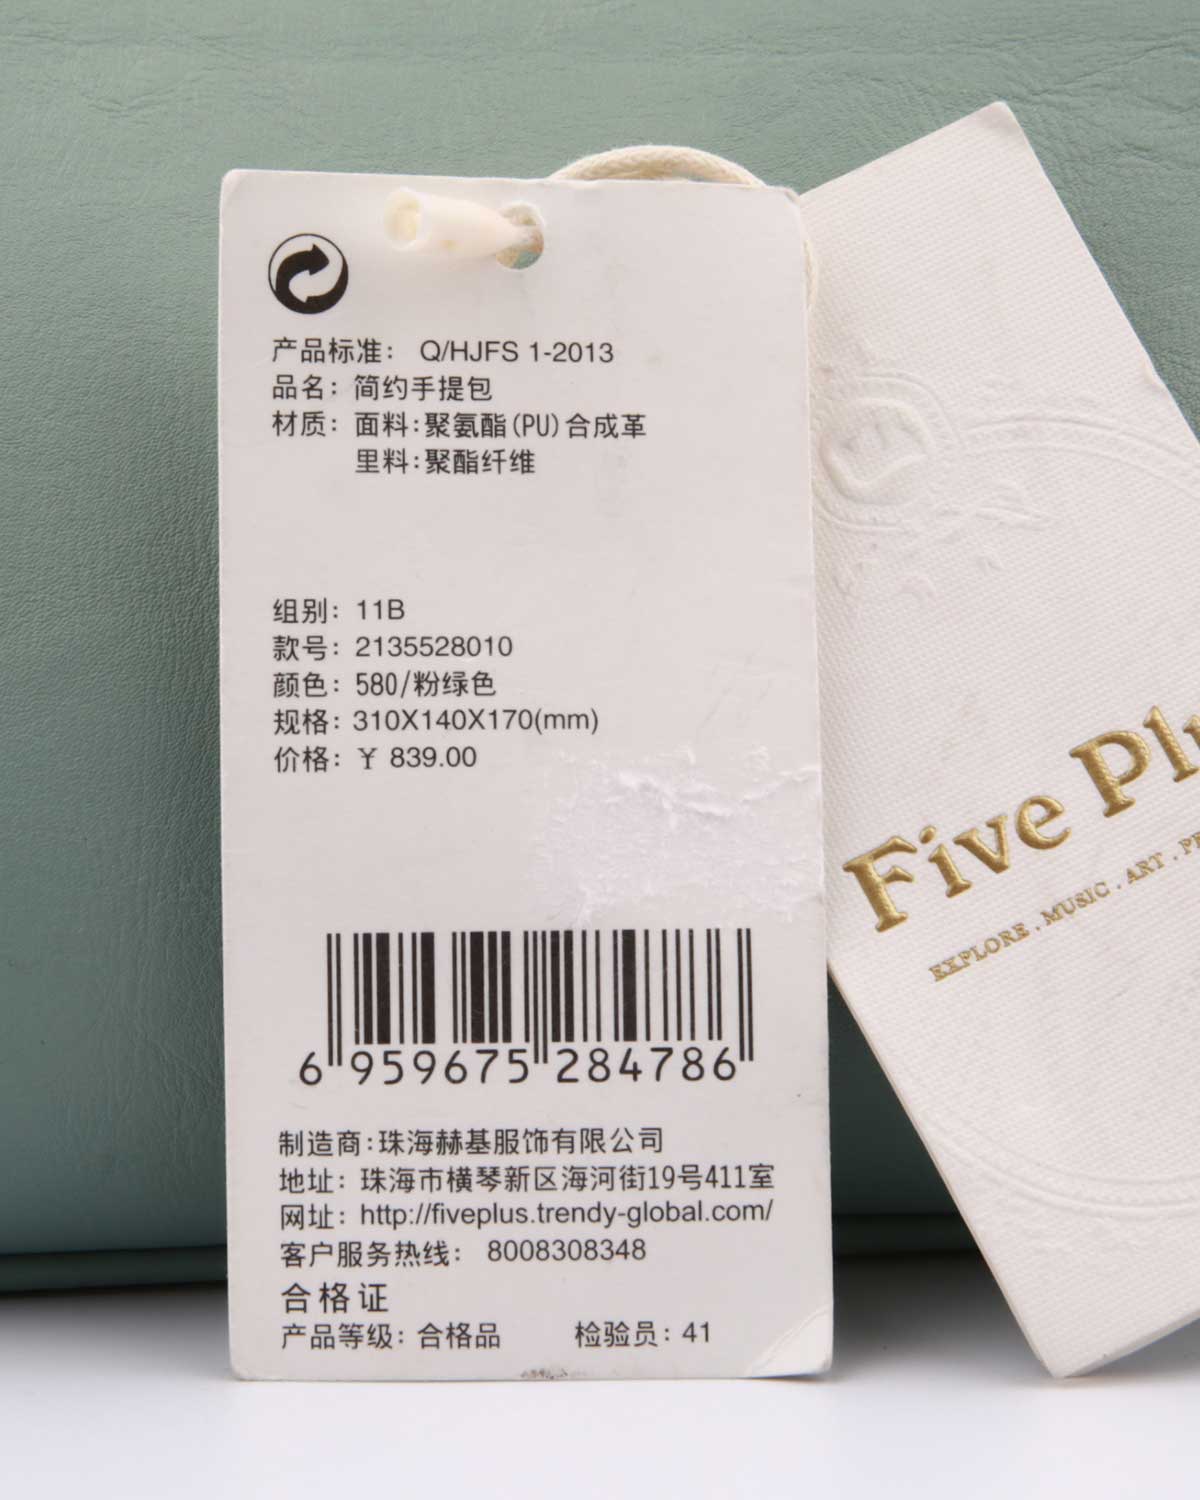 产品标准： Q/HJFS 1-2013
品名：简约手提包
材质：面料:聚氨酯(PU)合成革
里料:聚酯纤维
组别：11B
款号：2135528010
颜色：580/粉绿色
规格：310X140X170(mm)
价格：¥ 839.00
6 959675 284786
制造商:珠海赫基服饰有限公司
地址：珠海市横琴新区海河街19号411室
网址：http://fiveplus.trendy-global.com/
客户服务热线： 8008308348
合格证
产品等级：合格品 检验员：41
Five Pl
EXPLORE . MUSIC . ART .